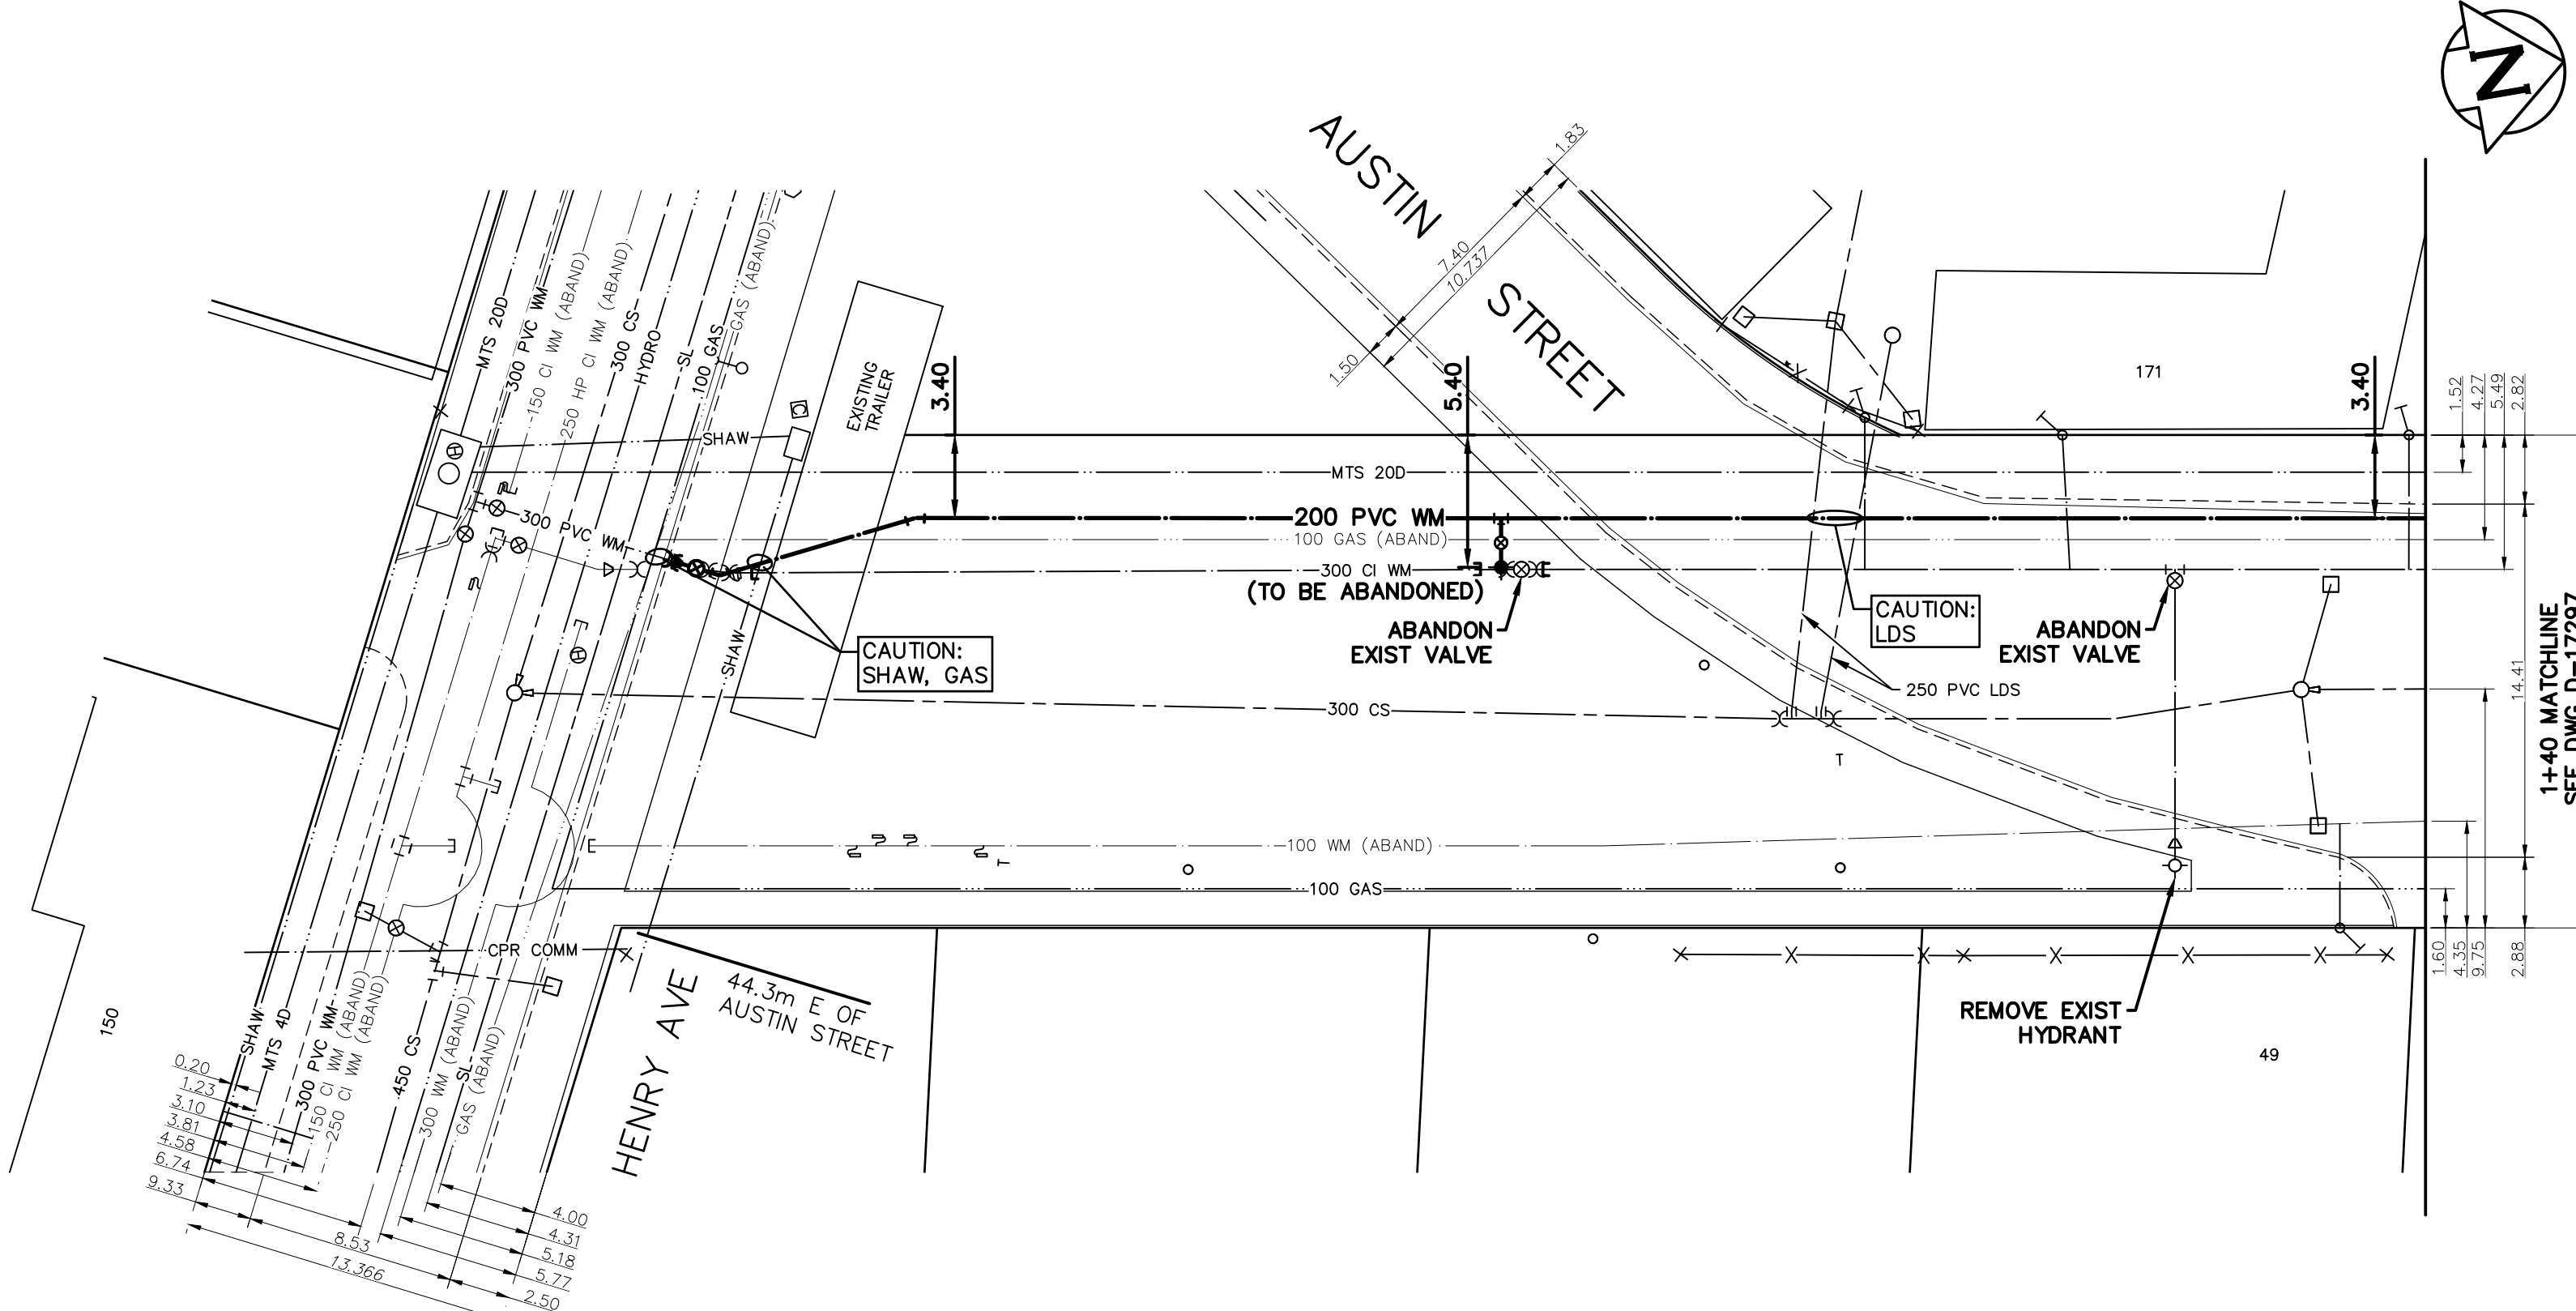 N
AUSTIN
STREET
1.83
7.40
10.737
1.50
MTS 20D
300 PVC WM
150 CI WM (ABAND)
250 HP CI WM (ABAND)
300 CS
HYDRO
SL
100 GAS
GAS (ABAND)
EXISTING
TRAILER
C
H
SHAW
3.40
5.40
3.40
171
1.52
4.27
5.49
2.82
MTS 20D
200 PVC WM
100 GAS (ABAND)
300 PVC WM
300 CI WM
(TO BE ABANDONED)
ABANDON
EXIST VALVE
CAUTION:
LDS
ABANDON
EXIST VALVE
CAUTION:
SHAW, GAS
SHAW
H
250 PVC LDS
300 CS
14.41
1+40 MATCHLINE
SEE DWG D-17297
T
100 WM (ABAND)
T
100 GAS
CPR COMM
T
44.3m E OF
AUSTIN STREET
HENRY AVE
150
SHAW
MTS 4D
300 PVC WM
150 CI WM (ABAND)
250 CI WM (ABAND)
450 CS
300 WM (ABAND)
SL
GAS (ABAND)
REMOVE EXIST
HYDRANT
49
1.60
4.35
9.75
2.88
0.20
1.23
3.10
3.81
4.58
6.74
9.33
8.53
13.366
4.00
4.31
5.18
5.77
2.50